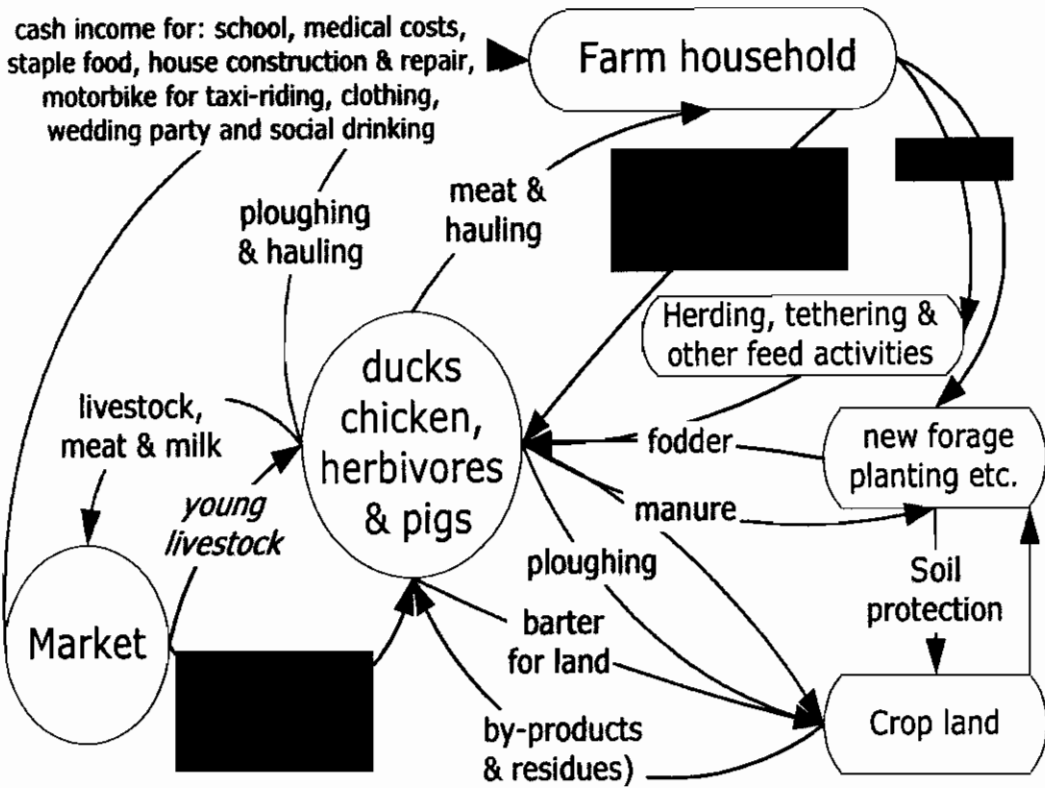 cash income for: school, medical costs,
staple food, house construction & repair,
motorbike for taxi-riding, clothing,
wedding party and social drinking
Farm household
ploughing
& hauling
meat &
hauling
Herding, tethering &
other feed activities
ducks
chicken,
herbivores
& pigs
livestock,
meat & milk
young
livestock
fodder
new forage
planting etc.
manure
ploughing
Soil
protection
barter
for land
Market
by-products
& residues)
Crop land